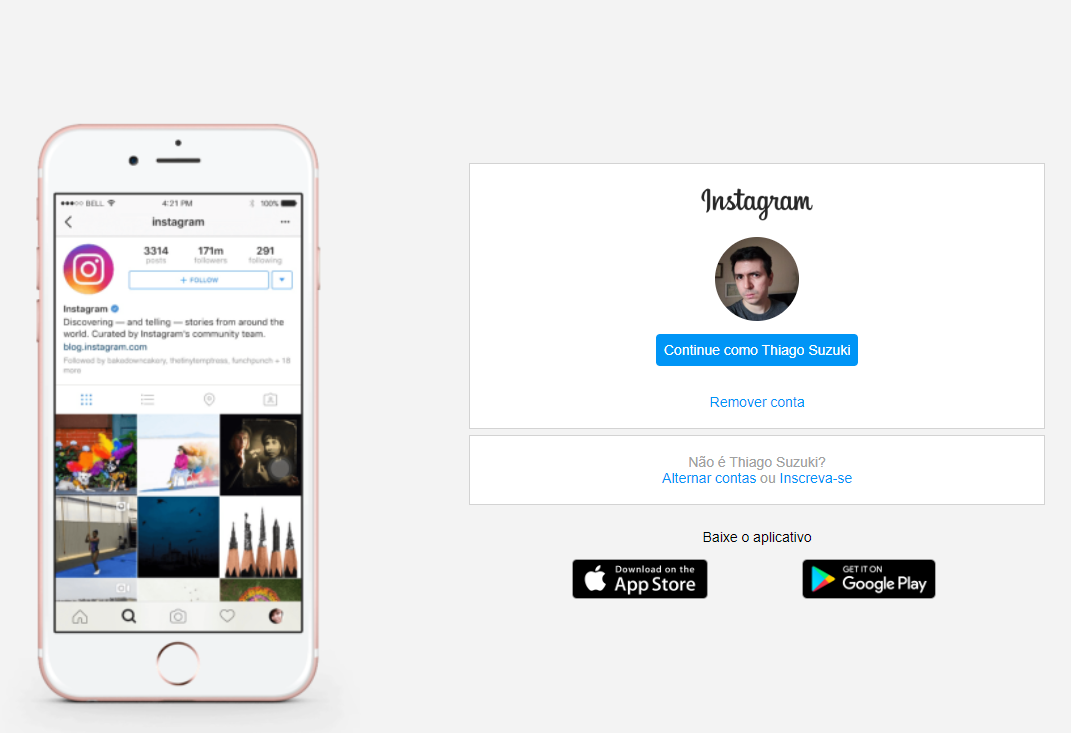 ●●●○○ BELL 4:21 PM 100%
instagram
3314 171m 291
posts followers following
+ FOLLOW
Instagram
Discovering — and telling — stories from around the
world. Curated by Instagram's community team.
blog.instagram.com
Followed by bakedowncakery, thetinytemptress, lunchpunch + 18
more
Instagram
Continue como Thiago Suzuki
Remover conta
Não é Thiago Suzuki?
Alternar contas ou Inscreva-se
Baixe o aplicativo
Download on the
App Store
GET IT ON
Google Play